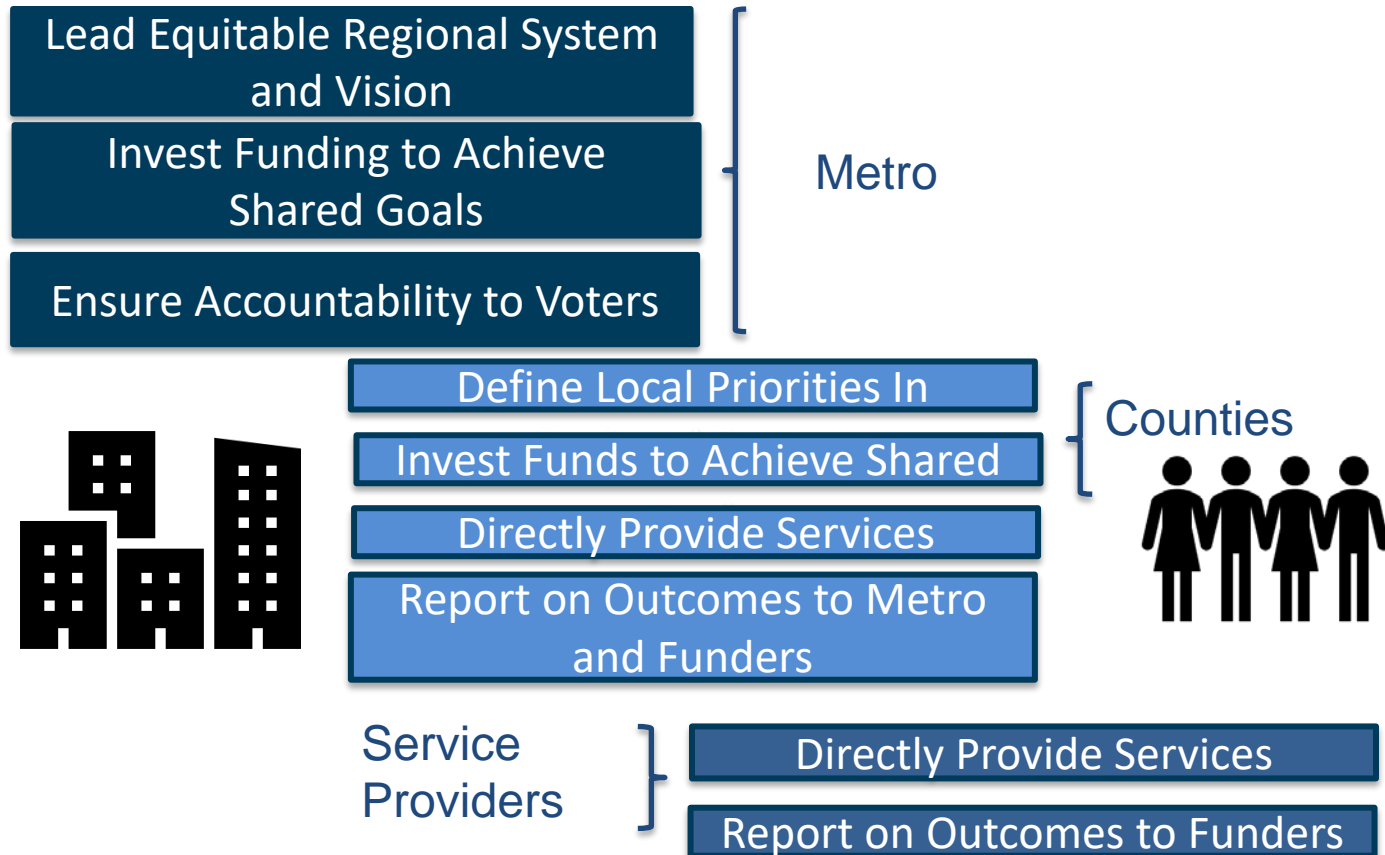 Lead Equitable Regional System
and Vision
Invest Funding to Achieve
Shared Goals
Ensure Accountability to Voters
Metro
Define Local Priorities In
Invest Funds to Achieve Shared
Directly Provide Services
Report on Outcomes to Metro
and Funders
Counties
Service
Providers
Directly Provide Services
Report on Outcomes to Funders